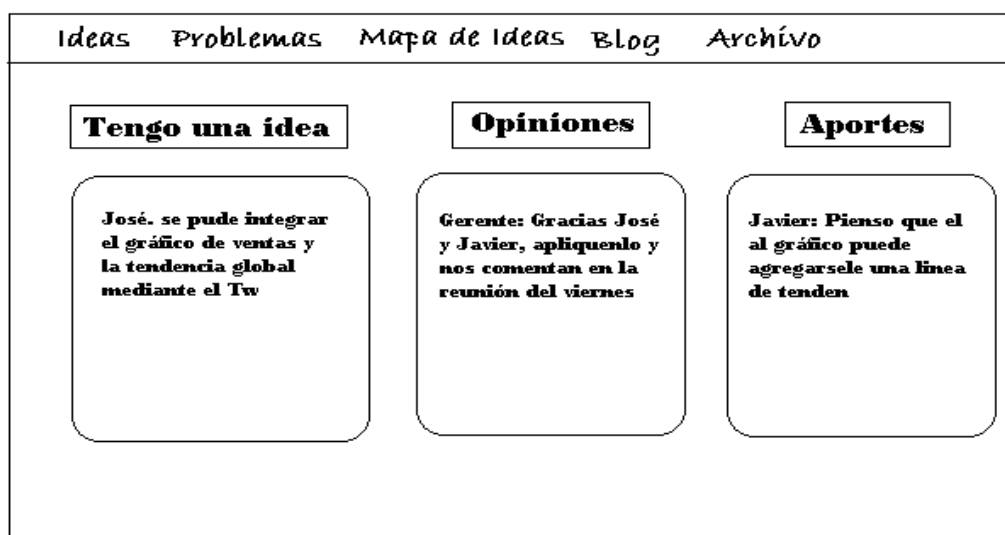 Ideas Problemas Mapa de Ideas Blog Archivo
Tengo una idea
José. se pude integrar
el gráfico de ventas y
la tendencia global
mediante el Tw
Opiniones
Gerente: Gracias José
y Javier, apliquenlo y
nos comentan en la
reunión del viernes
Aportes
Javier: Pienso que el
al gráfico puede
agregarsele una linea
de tenden